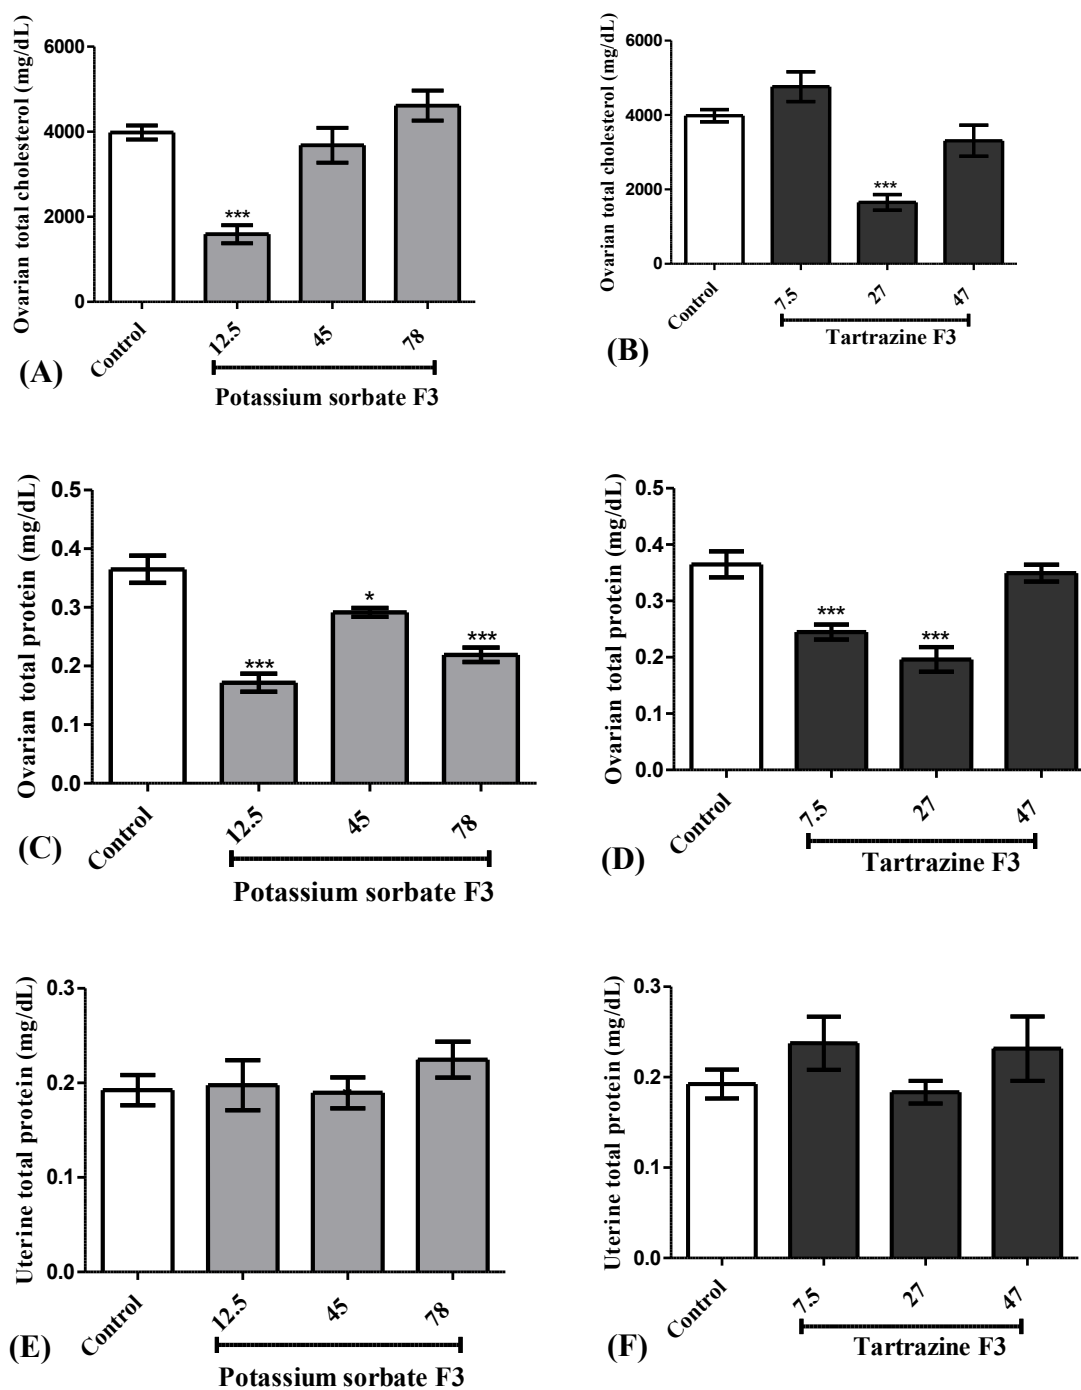 Ovarian total cholesterol (mg/dL)
6000
4000
2000
0
***
Control
12.5
45
78
(A)
Potassium sorbate F3
Ovarian total cholesterol (mg/dL)
6000
4000
2000
0
***
Control
7.5
27
47
(B)
Tartrazine F3
Ovarian total protein (mg/dL)
0.5
0.4
0.3
0.2
0.1
0.0
***
*
***
Control
12.5
45
78
(C)
Potassium sorbate F3
Ovarian total protein (mg/dL)
0.5
0.4
0.3
0.2
0.1
0.0
***
***
Control
7.5
27
47
(D)
Tartrazine F3
Uterine total protein (mg/dL)
0.3
0.2
0.1
0.0
Control
12.5
45
78
(E)
Potassium sorbate F3
Uterine total protein (mg/dL)
0.3
0.2
0.1
0.0
Control
7.5
27
47
(F)
Tartrazine F3